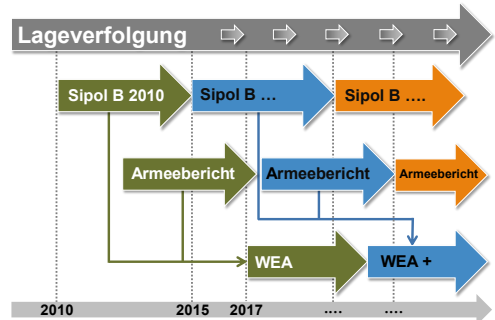 Lageverfolgung
Sipol B 2010 Sipol B ... Sipol B ....
Armeebericht Armeebericht Armeebericht
WEA WEA +
2010 2015 2017 .... ....